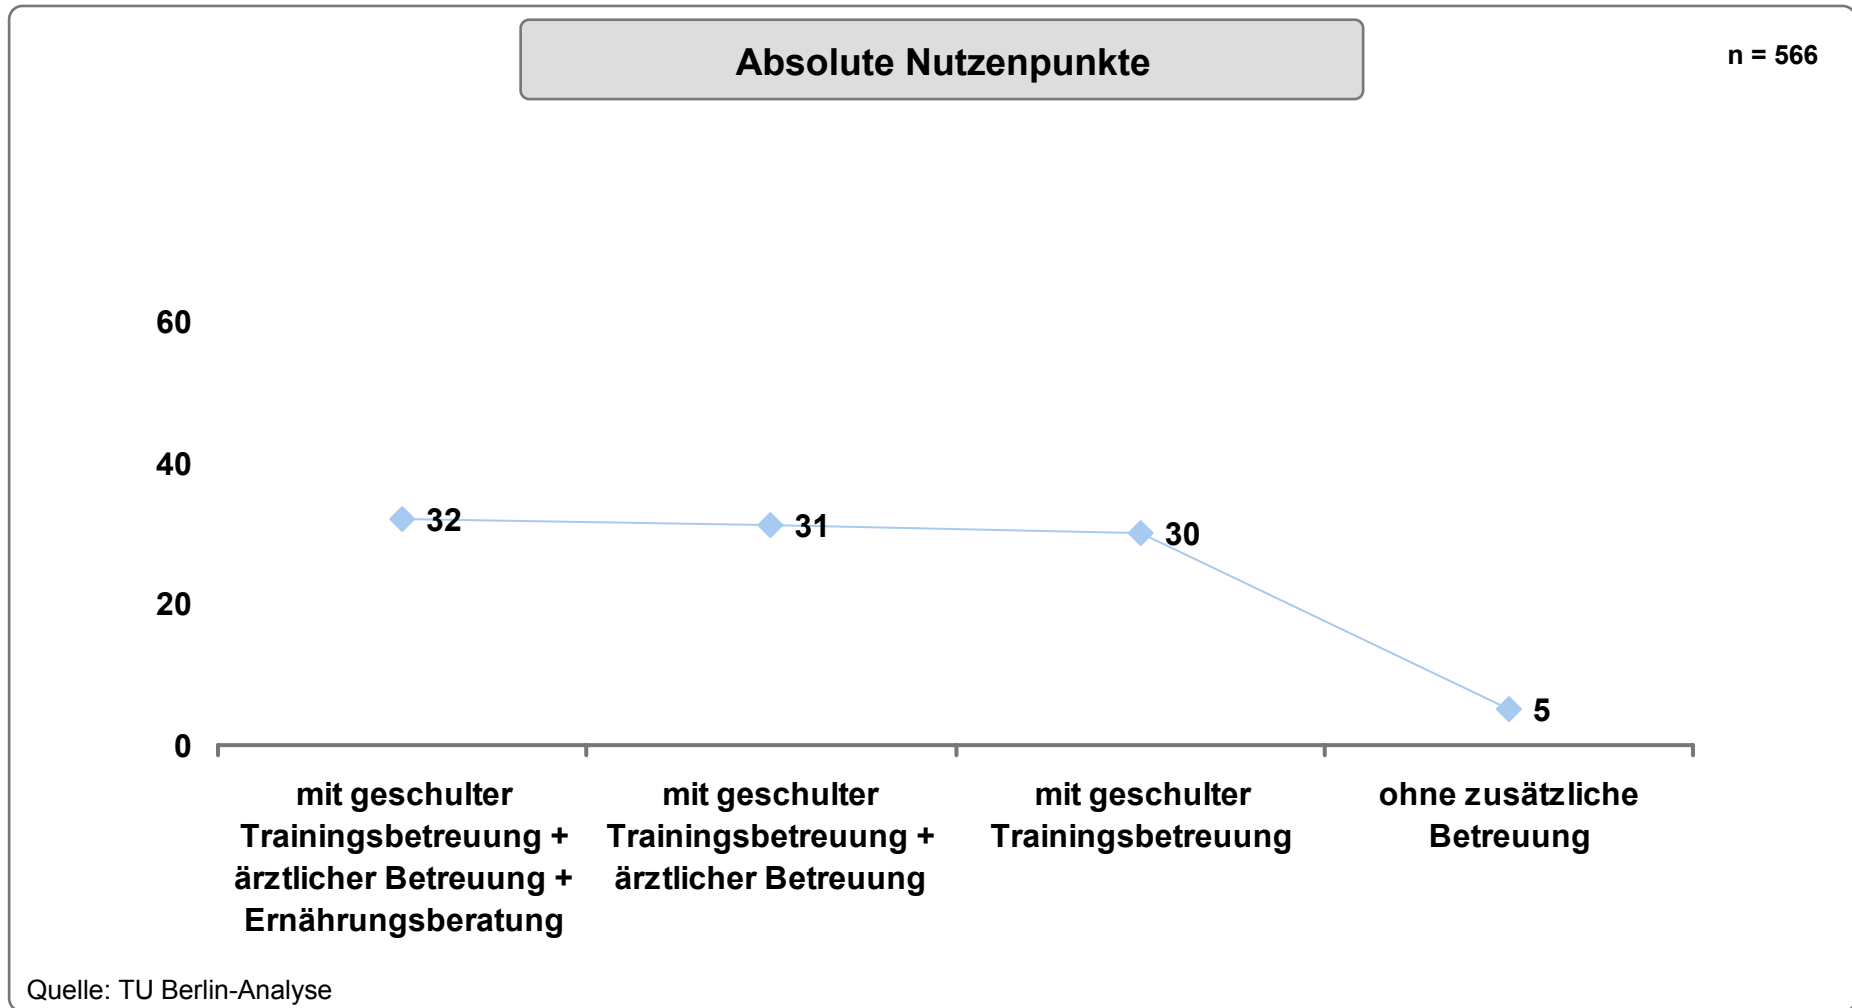 Absolute Nutzenpunkte
n = 566
60
40
20
0
32
31
30
5
mit geschulter
Trainingsbetreuung +
ärztlicher Betreuung +
Ernährungsberatung
mit geschulter
Trainingsbetreuung +
ärztlicher Betreuung
mit geschulter
Trainingsbetreuung
ohne zusätzliche
Betreuung
Quelle: TU Berlin-Analyse